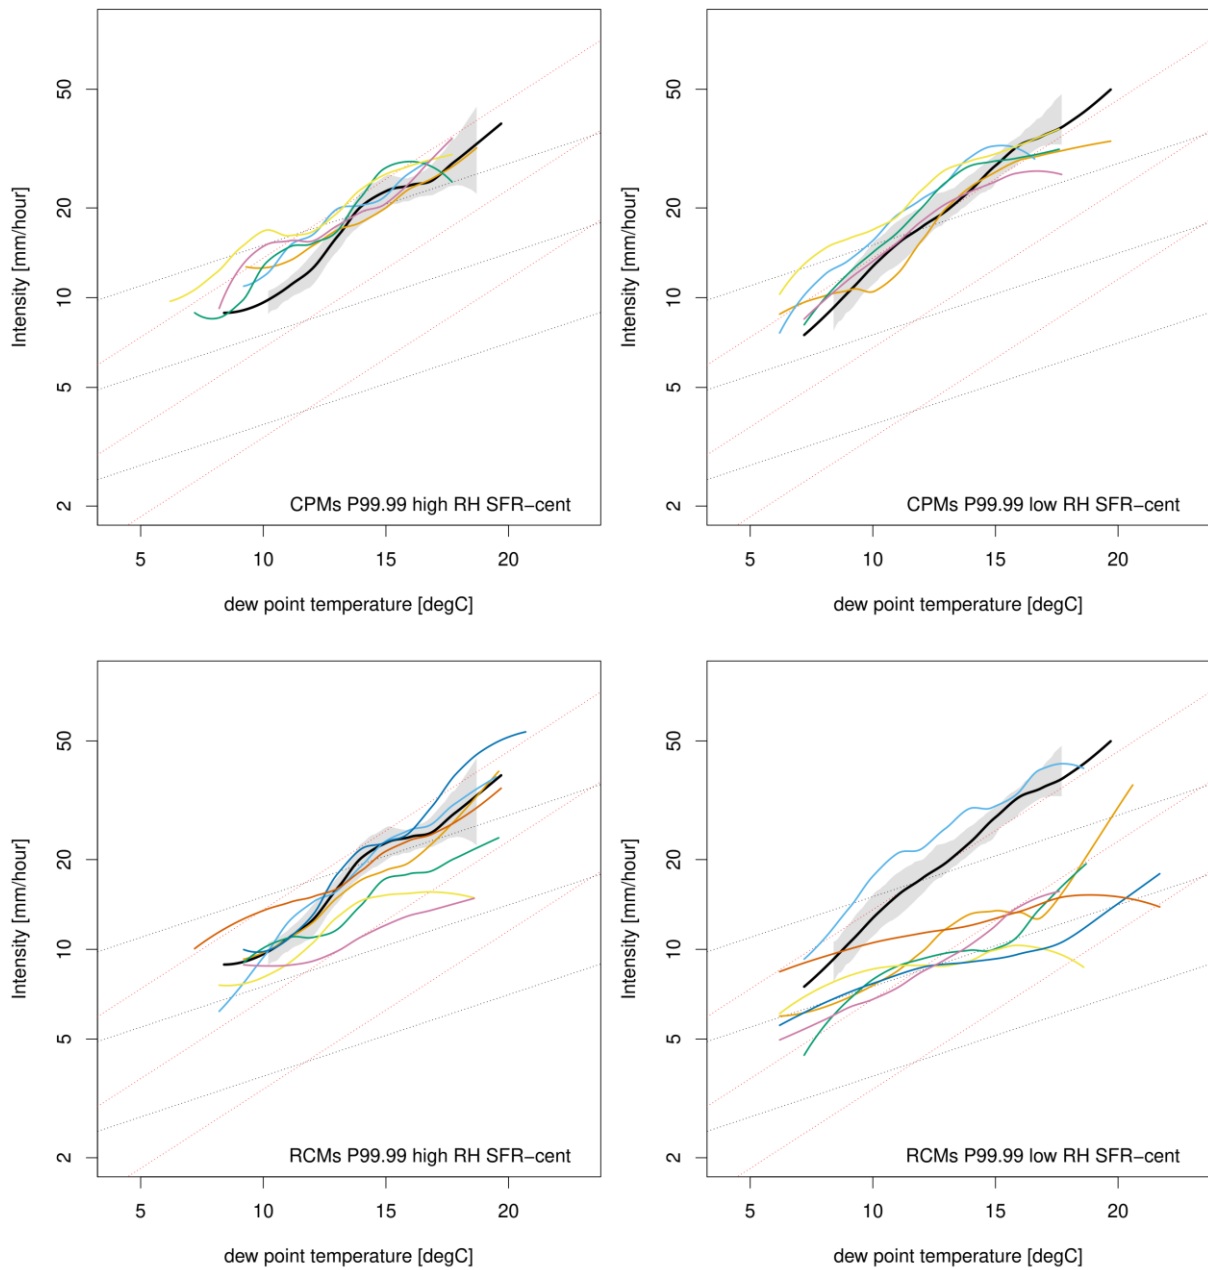 Intensity [mm/hour]
50
20
10
5
2
CPMs P99.99 high RH SFR−cent
5 10 15 20
dew point temperature [degC]
Intensity [mm/hour]
50
20
10
5
2
CPMs P99.99 low RH SFR−cent
5 10 15 20
dew point temperature [degC]
Intensity [mm/hour]
50
20
10
5
2
RCMs P99.99 high RH SFR−cent
5 10 15 20
dew point temperature [degC]
Intensity [mm/hour]
50
20
10
5
2
RCMs P99.99 low RH SFR−cent
5 10 15 20
dew point temperature [degC]